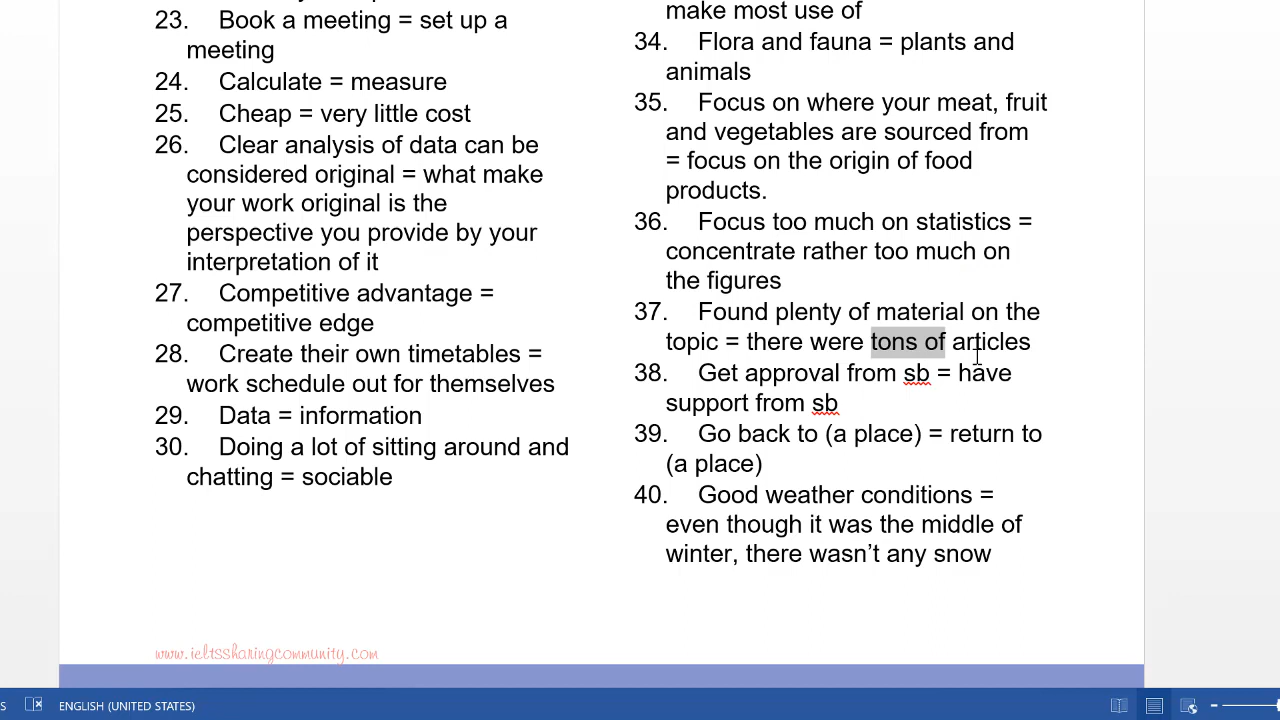 23. Book a meeting = set up a
meeting
24. Calculate = measure
25. Cheap = very little cost
26. Clear analysis of data can be
considered original = what make
your work original is the
perspective you provide by your
interpretation of it
27. Competitive advantage =
competitive edge
28. Create their own timetables =
work schedule out for themselves
29. Data = information
30. Doing a lot of sitting around and
chatting = sociable
make most use of
34. Flora and fauna = plants and
animals
35. Focus on where your meat, fruit
and vegetables are sourced from
= focus on the origin of food
products.
36. Focus too much on statistics =
concentrate rather too much on
the figures
37. Found plenty of material on the
topic = there were tons of articles
38. Get approval from sb = have
support from sb
39. Go back to (a place) = return to
(a place)
40. Good weather conditions =
even though it was the middle of
winter, there wasn't any snow
www.ieltssharingcommunity.com
S ENGLISH (UNITED STATES)